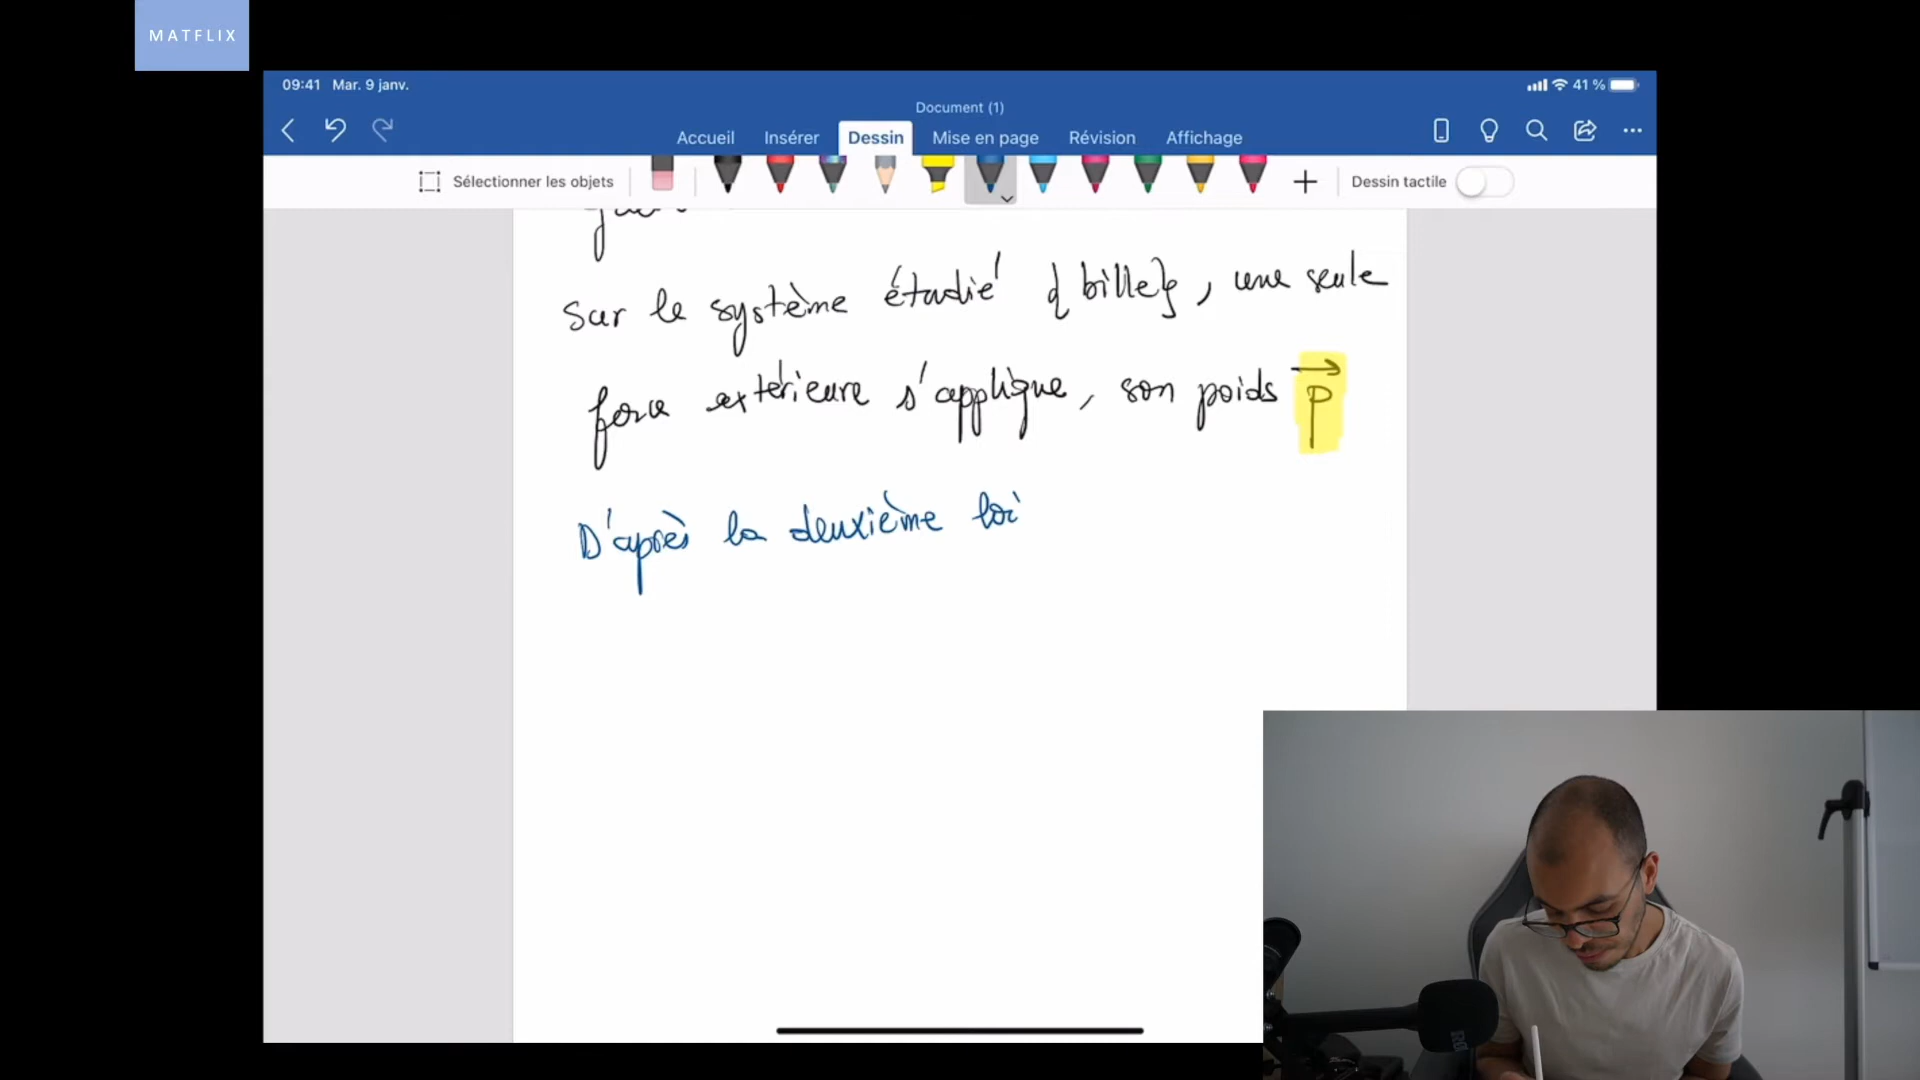 MATFLIX
09:41 Mar. 9 janv.
41 %
Document (1)
Accueil Insérer Dessin Mise en page Révision Affichage
Sélectionner les objets
Dessin tactile
Sur le système étudié {bille}, une seule
force extérieure s'applique, son poids P
D'après la deuxième loi